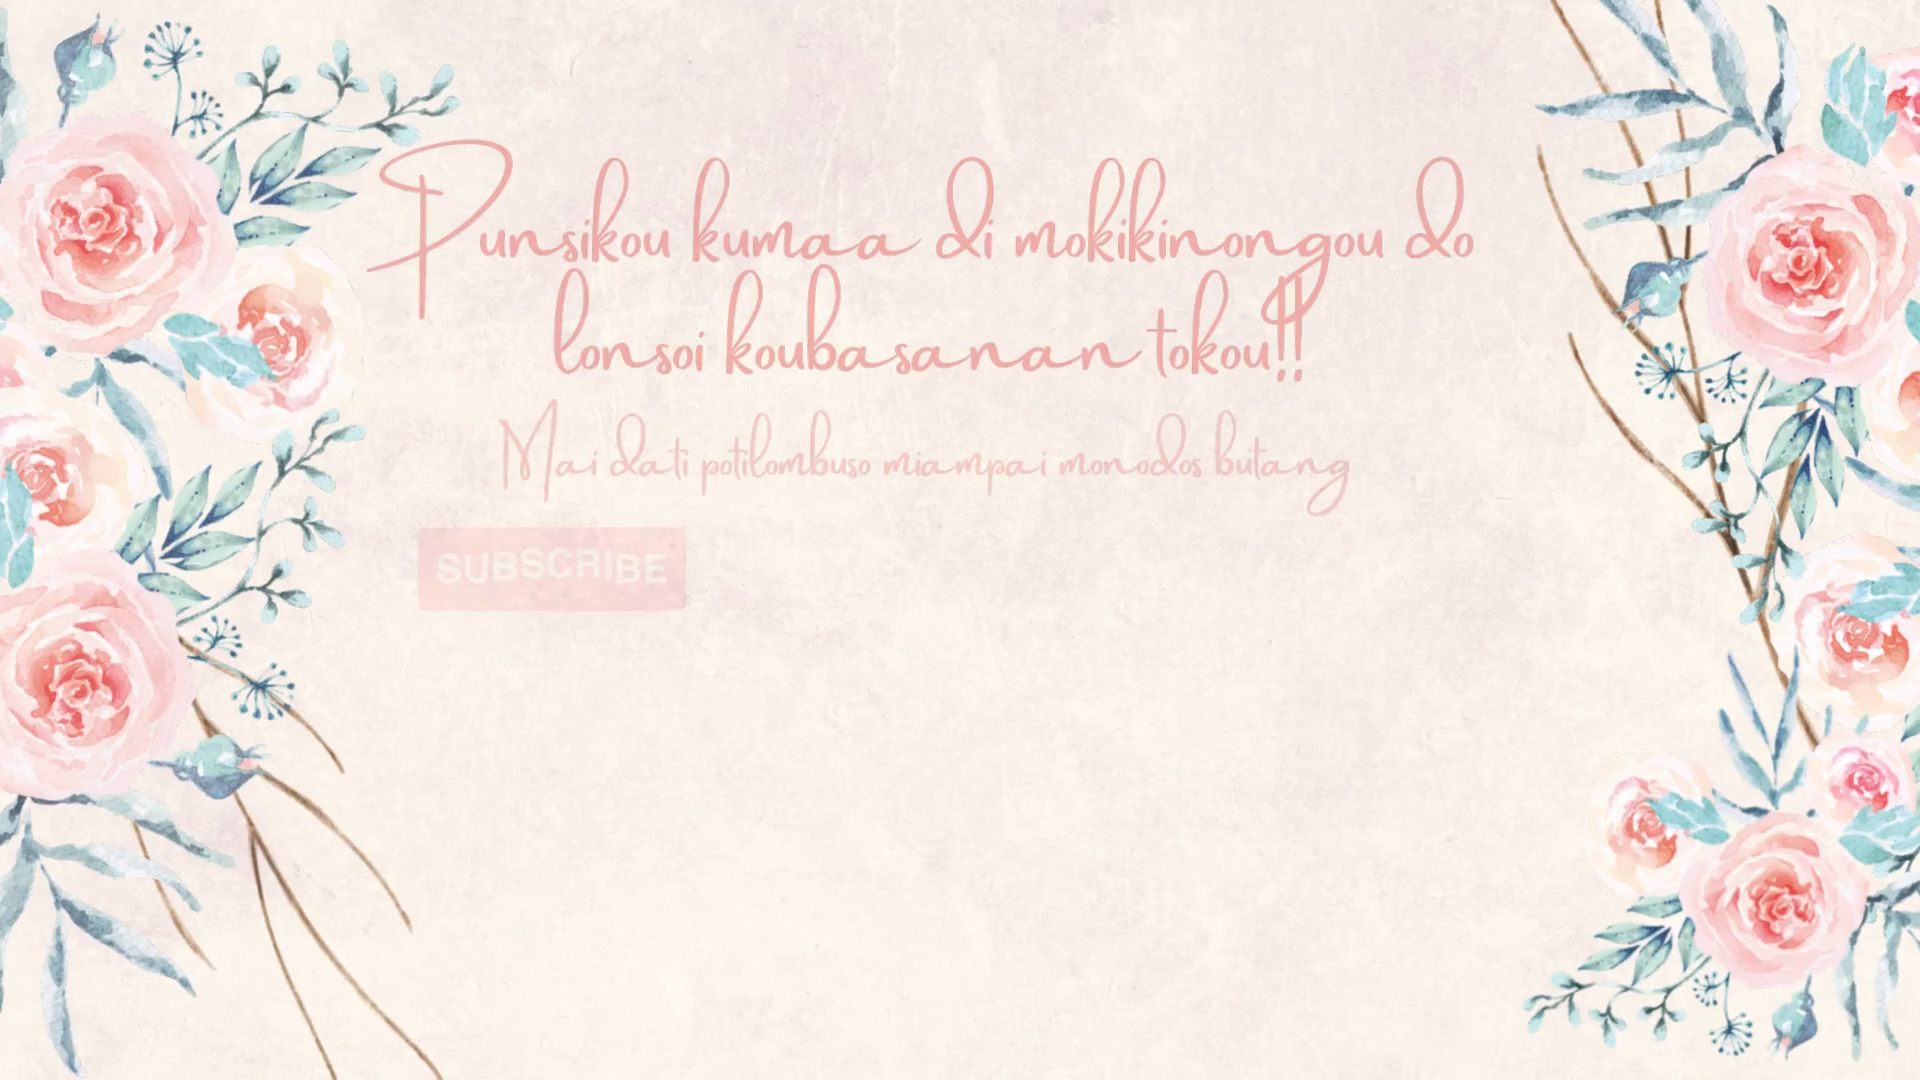 Punsikou kumaa di mokikinongou do
lonsoi koubasanan tokou!!
Mai dati potilombuso miampai monodos butang
SUBSCRIBE